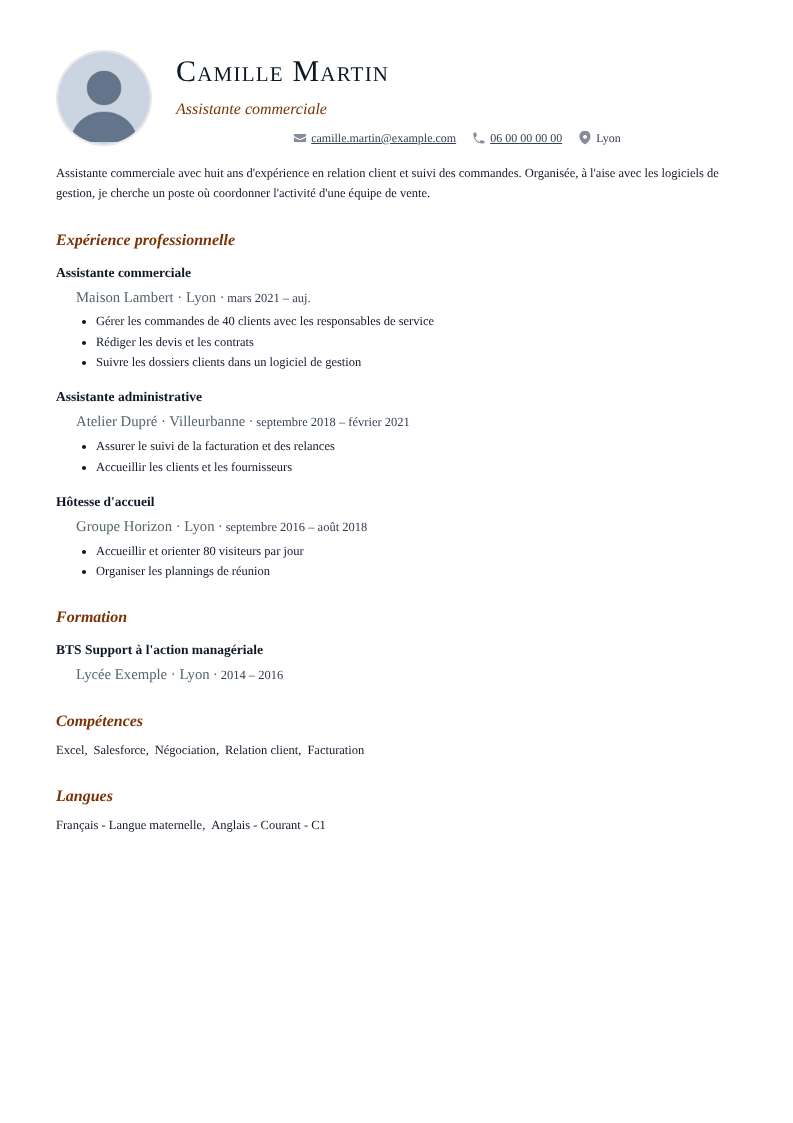 Camille Martin
Assistante commerciale
camille.martin@example.com 06 00 00 00 00 Lyon
Assistante commerciale avec huit ans d'expérience en relation client et suivi des commandes. Organisée, à l'aise avec les logiciels de
gestion, je cherche un poste où coordonner l'activité d'une équipe de vente.
Expérience professionnelle
Assistante commerciale
Maison Lambert · Lyon · mars 2021 – auj.
• Gérer les commandes de 40 clients avec les responsables de service
• Rédiger les devis et les contrats
• Suivre les dossiers clients dans un logiciel de gestion
Assistante administrative
Atelier Dupré · Villeurbanne · septembre 2018 – février 2021
• Assurer le suivi de la facturation et des relances
• Accueillir les clients et les fournisseurs
Hôtesse d'accueil
Groupe Horizon · Lyon · septembre 2016 – août 2018
• Accueillir et orienter 80 visiteurs par jour
• Organiser les plannings de réunion
Formation
BTS Support à l'action managériale
Lycée Exemple · Lyon · 2014 – 2016
Compétences
Excel, Salesforce, Négociation, Relation client, Facturation
Langues
Français - Langue maternelle, Anglais - Courant - C1